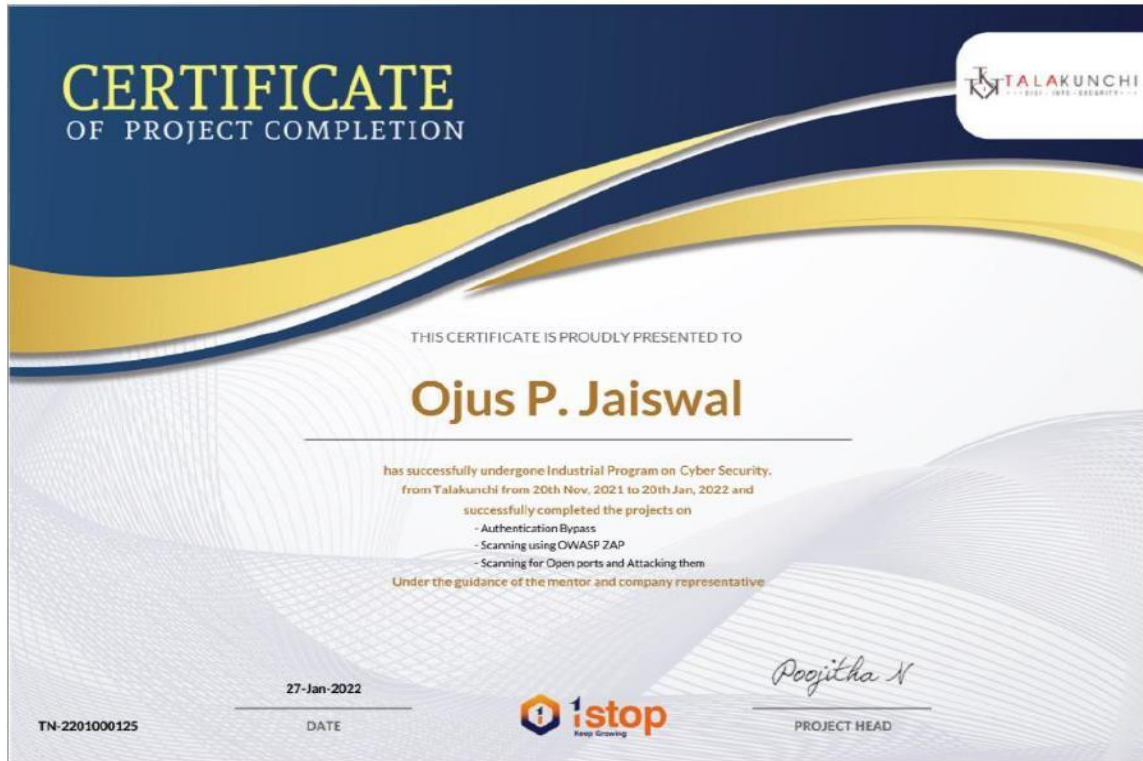 CERTIFICATE
OF PROJECT COMPLETION
TALAKUNCHI
DIGI - INFO - SECURITY
THIS CERTIFICATE IS PROUDLY PRESENTED TO
Ojus P. Jaiswal
has successfully undergone Industrial Program on Cyber Security.
from Talakunchi from 20th Nov, 2021 to 20th Jan, 2022 and
successfully completed the projects on
- Authentication Bypass
- Scanning using OWASP ZAP
- Scanning for Open ports and Attacking them
Under the guidance of the mentor and company representative
27-Jan-2022
Poojitha N
TN-2201000125
DATE
1stop
Keep Growing
PROJECT HEAD